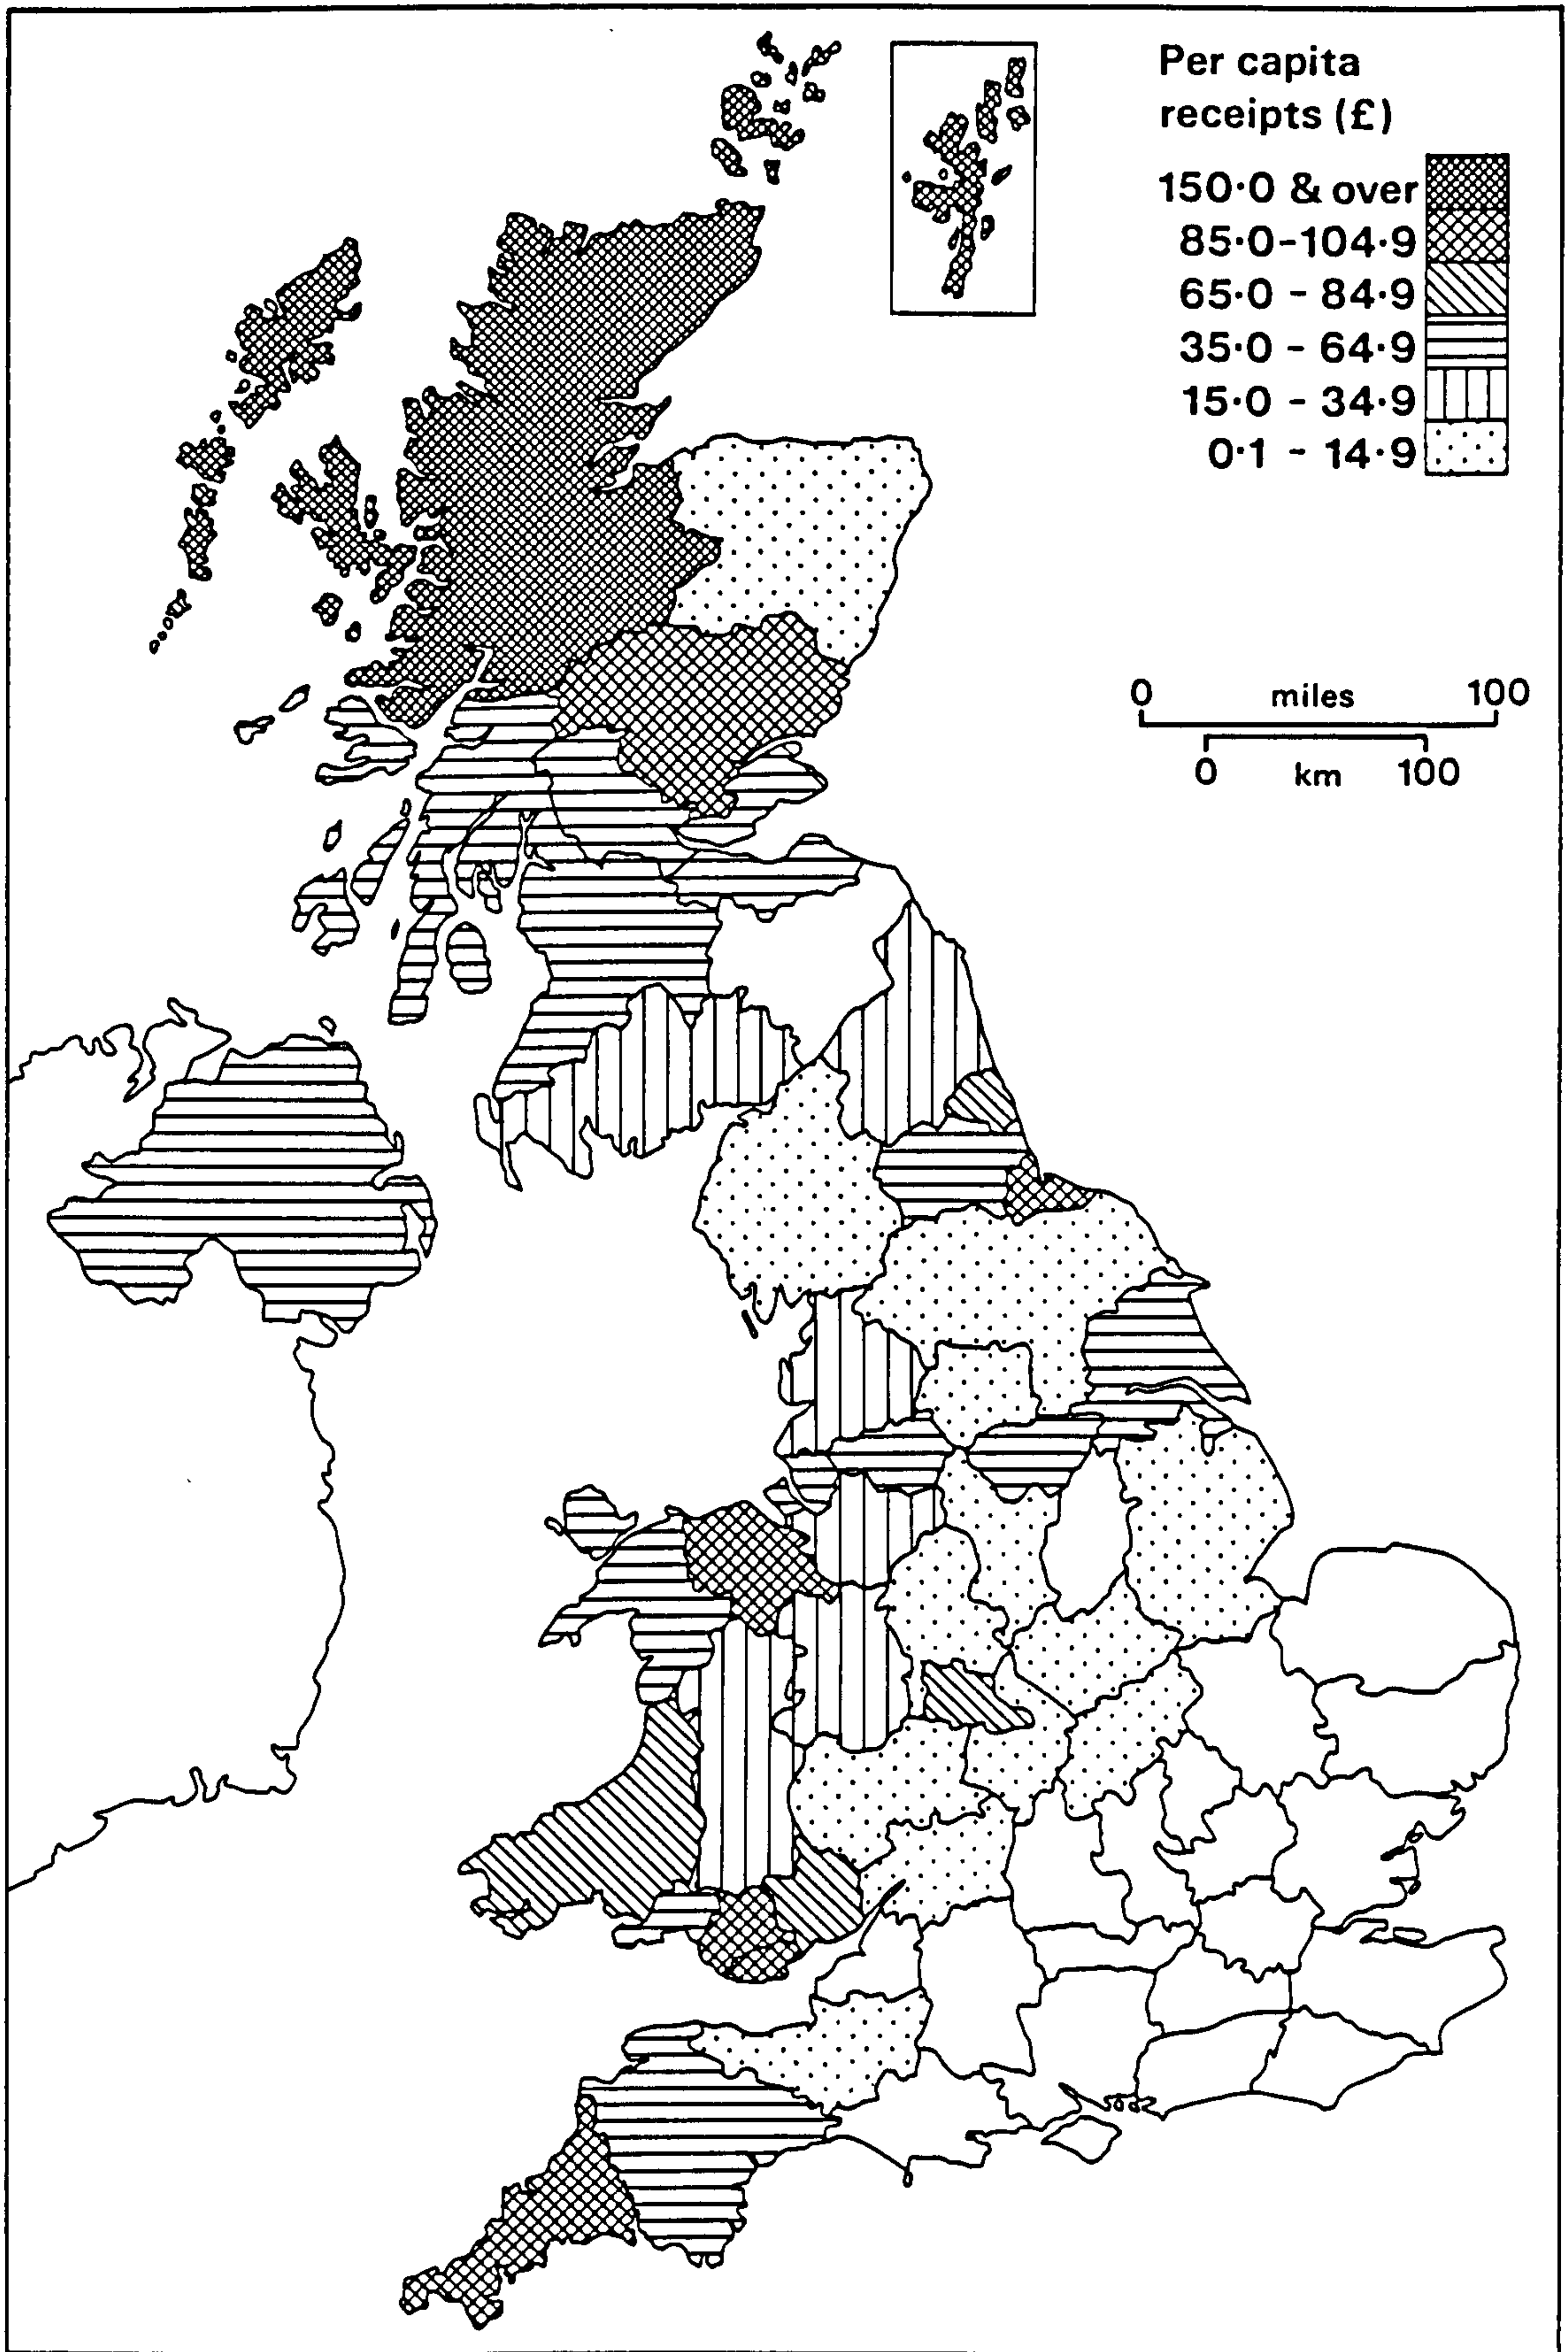 Per capita
receipts (£)
150·0 & over
85·0-104·9
65·0 - 84·9
35·0 - 64·9
15·0 - 34·9
0·1 - 14·9
0 miles 100
0 km 100